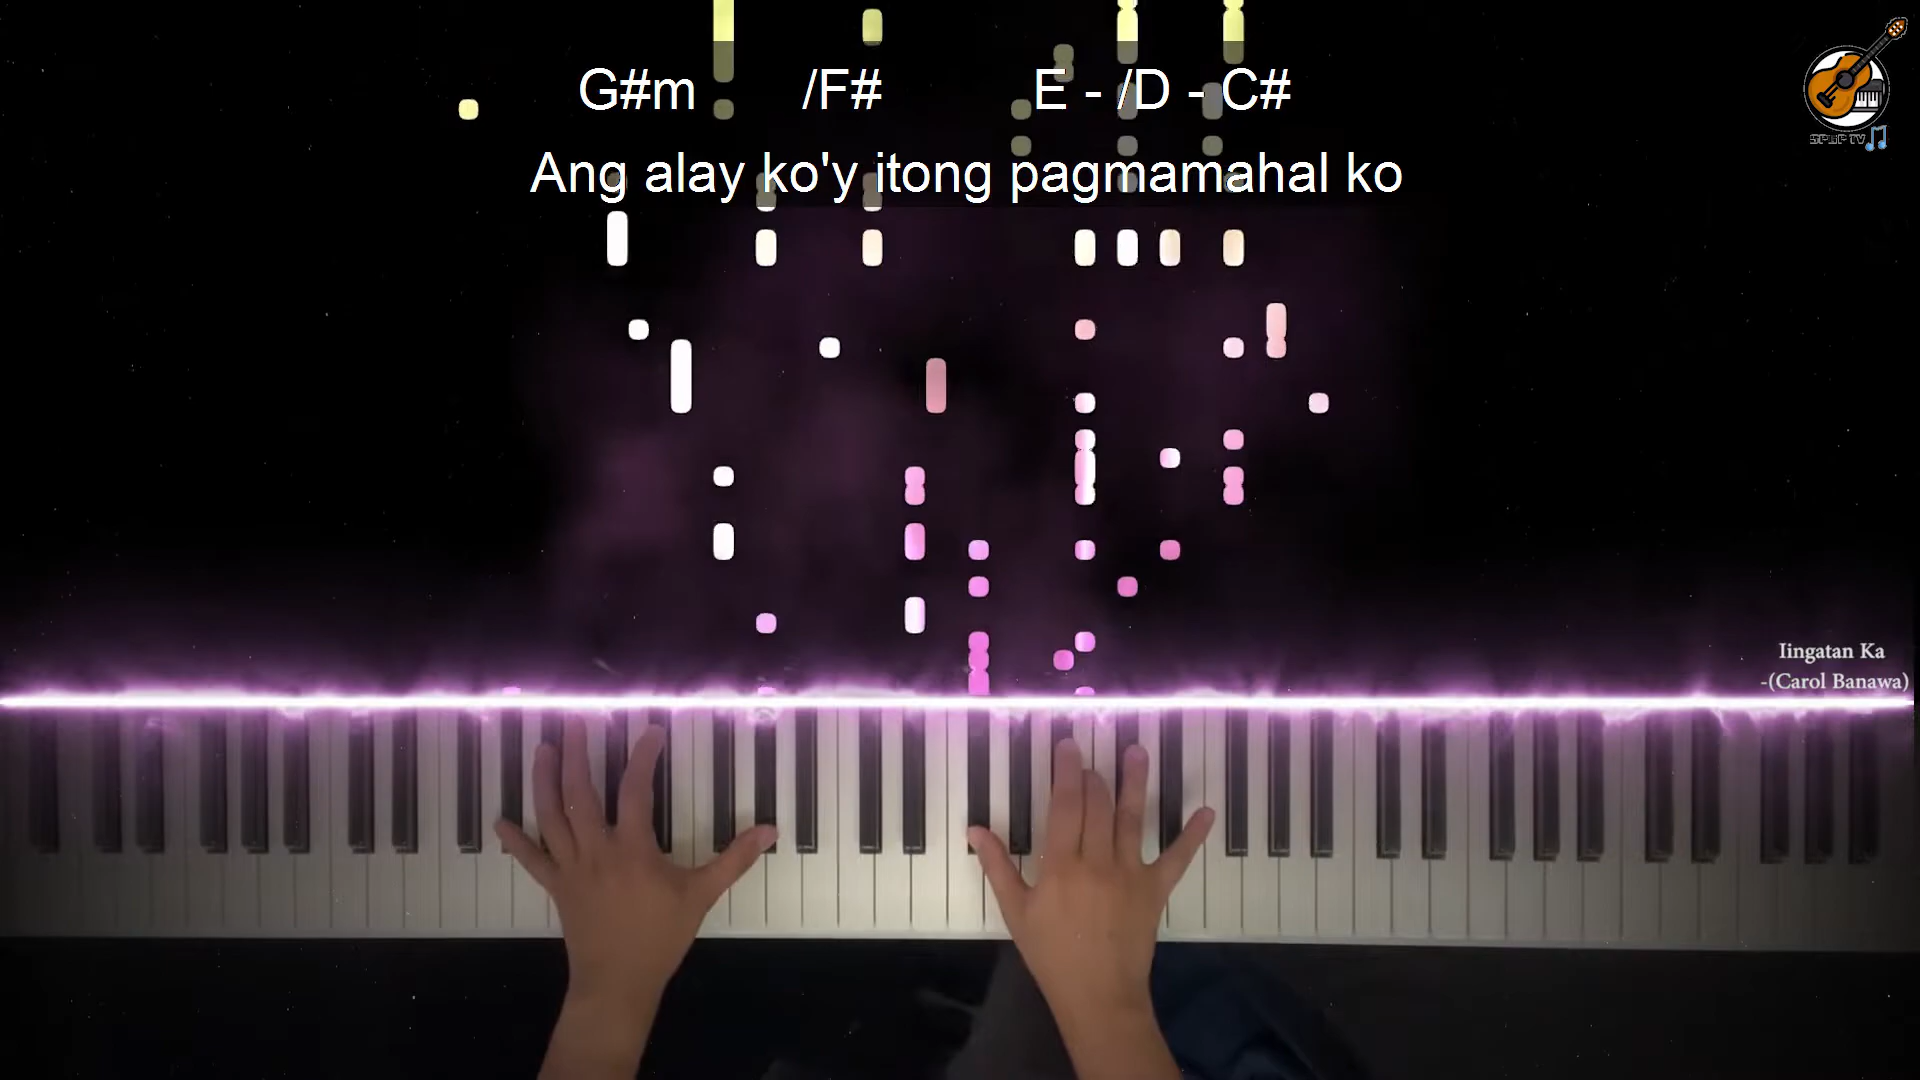 G#m /F# E - /D - C#
Ang alay ko'y itong pagmamahal ko
Iingatan Ka
-(Carol Banawa)